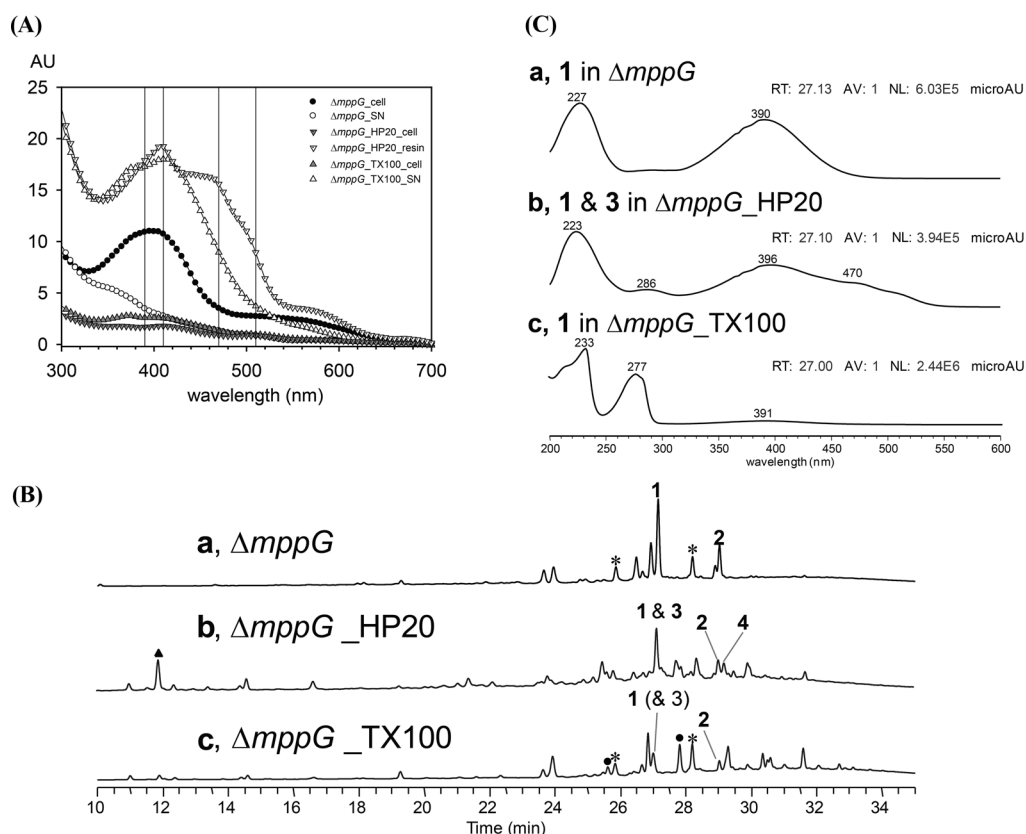 (A)
AU
25
20
15
10
5
0
300
400
500
600
700
wavelength (nm)
ΔmppG_cell
ΔmppG_SN
ΔmppG_HP20_cell
ΔmppG_HP20_resin
ΔmppG_TX100_cell
ΔmppG_TX100_SN
(C)
a, 1 in ΔmppG
RT: 27.13 AV: 1 NL: 6.03E5 microAU
227
390
b, 1 & 3 in ΔmppG_HP20
RT: 27.10 AV: 1 NL: 3.94E5 microAU
223
286
396
470
c, 1 in ΔmppG_TX100
RT: 27.00 AV: 1 NL: 2.44E6 microAU
233
277
391
200 250 300 350 400 450 500 550 600
wavelength (nm)
(B)
a, ΔmppG
* 1 * 2
b, ΔmppG _HP20
1 & 3
2 4
c, ΔmppG _TX100
1 (& 3)
2
* *
10 12 14 16 18 20 22 24 26 28 30 32 34
Time (min)